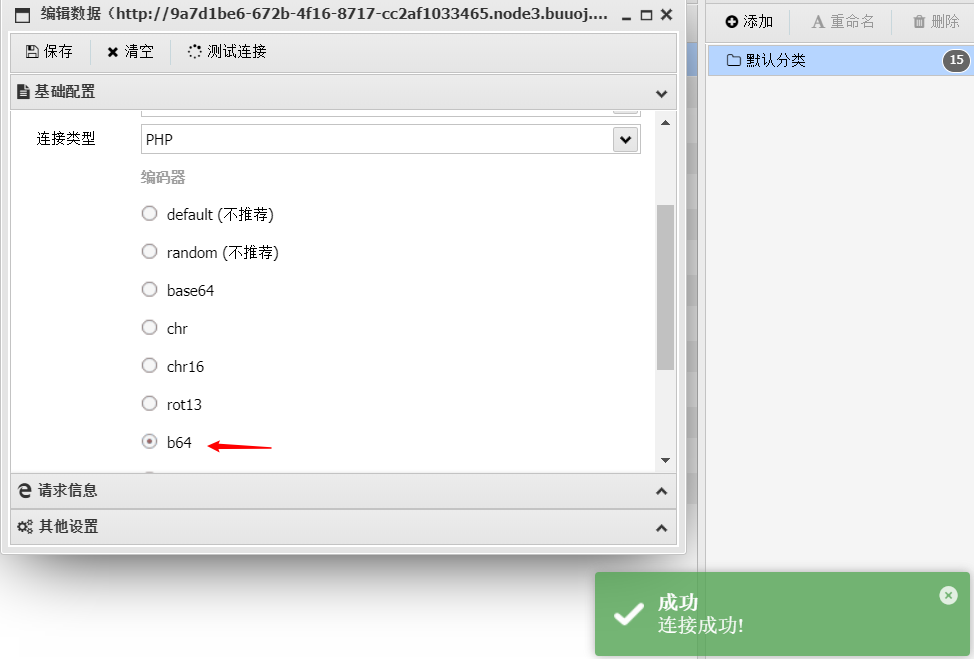 编辑数据（http://9a7d1be6-672b-4f16-8717-cc2af1033465.node3.buuoj....
保存 清空 测试连接
添加 重命名 删除
默认分类 15
基础配置
连接类型 PHP
编码器
default (不推荐)
random (不推荐)
base64
chr
chr16
rot13
b64
请求信息
其他设置
成功
连接成功!